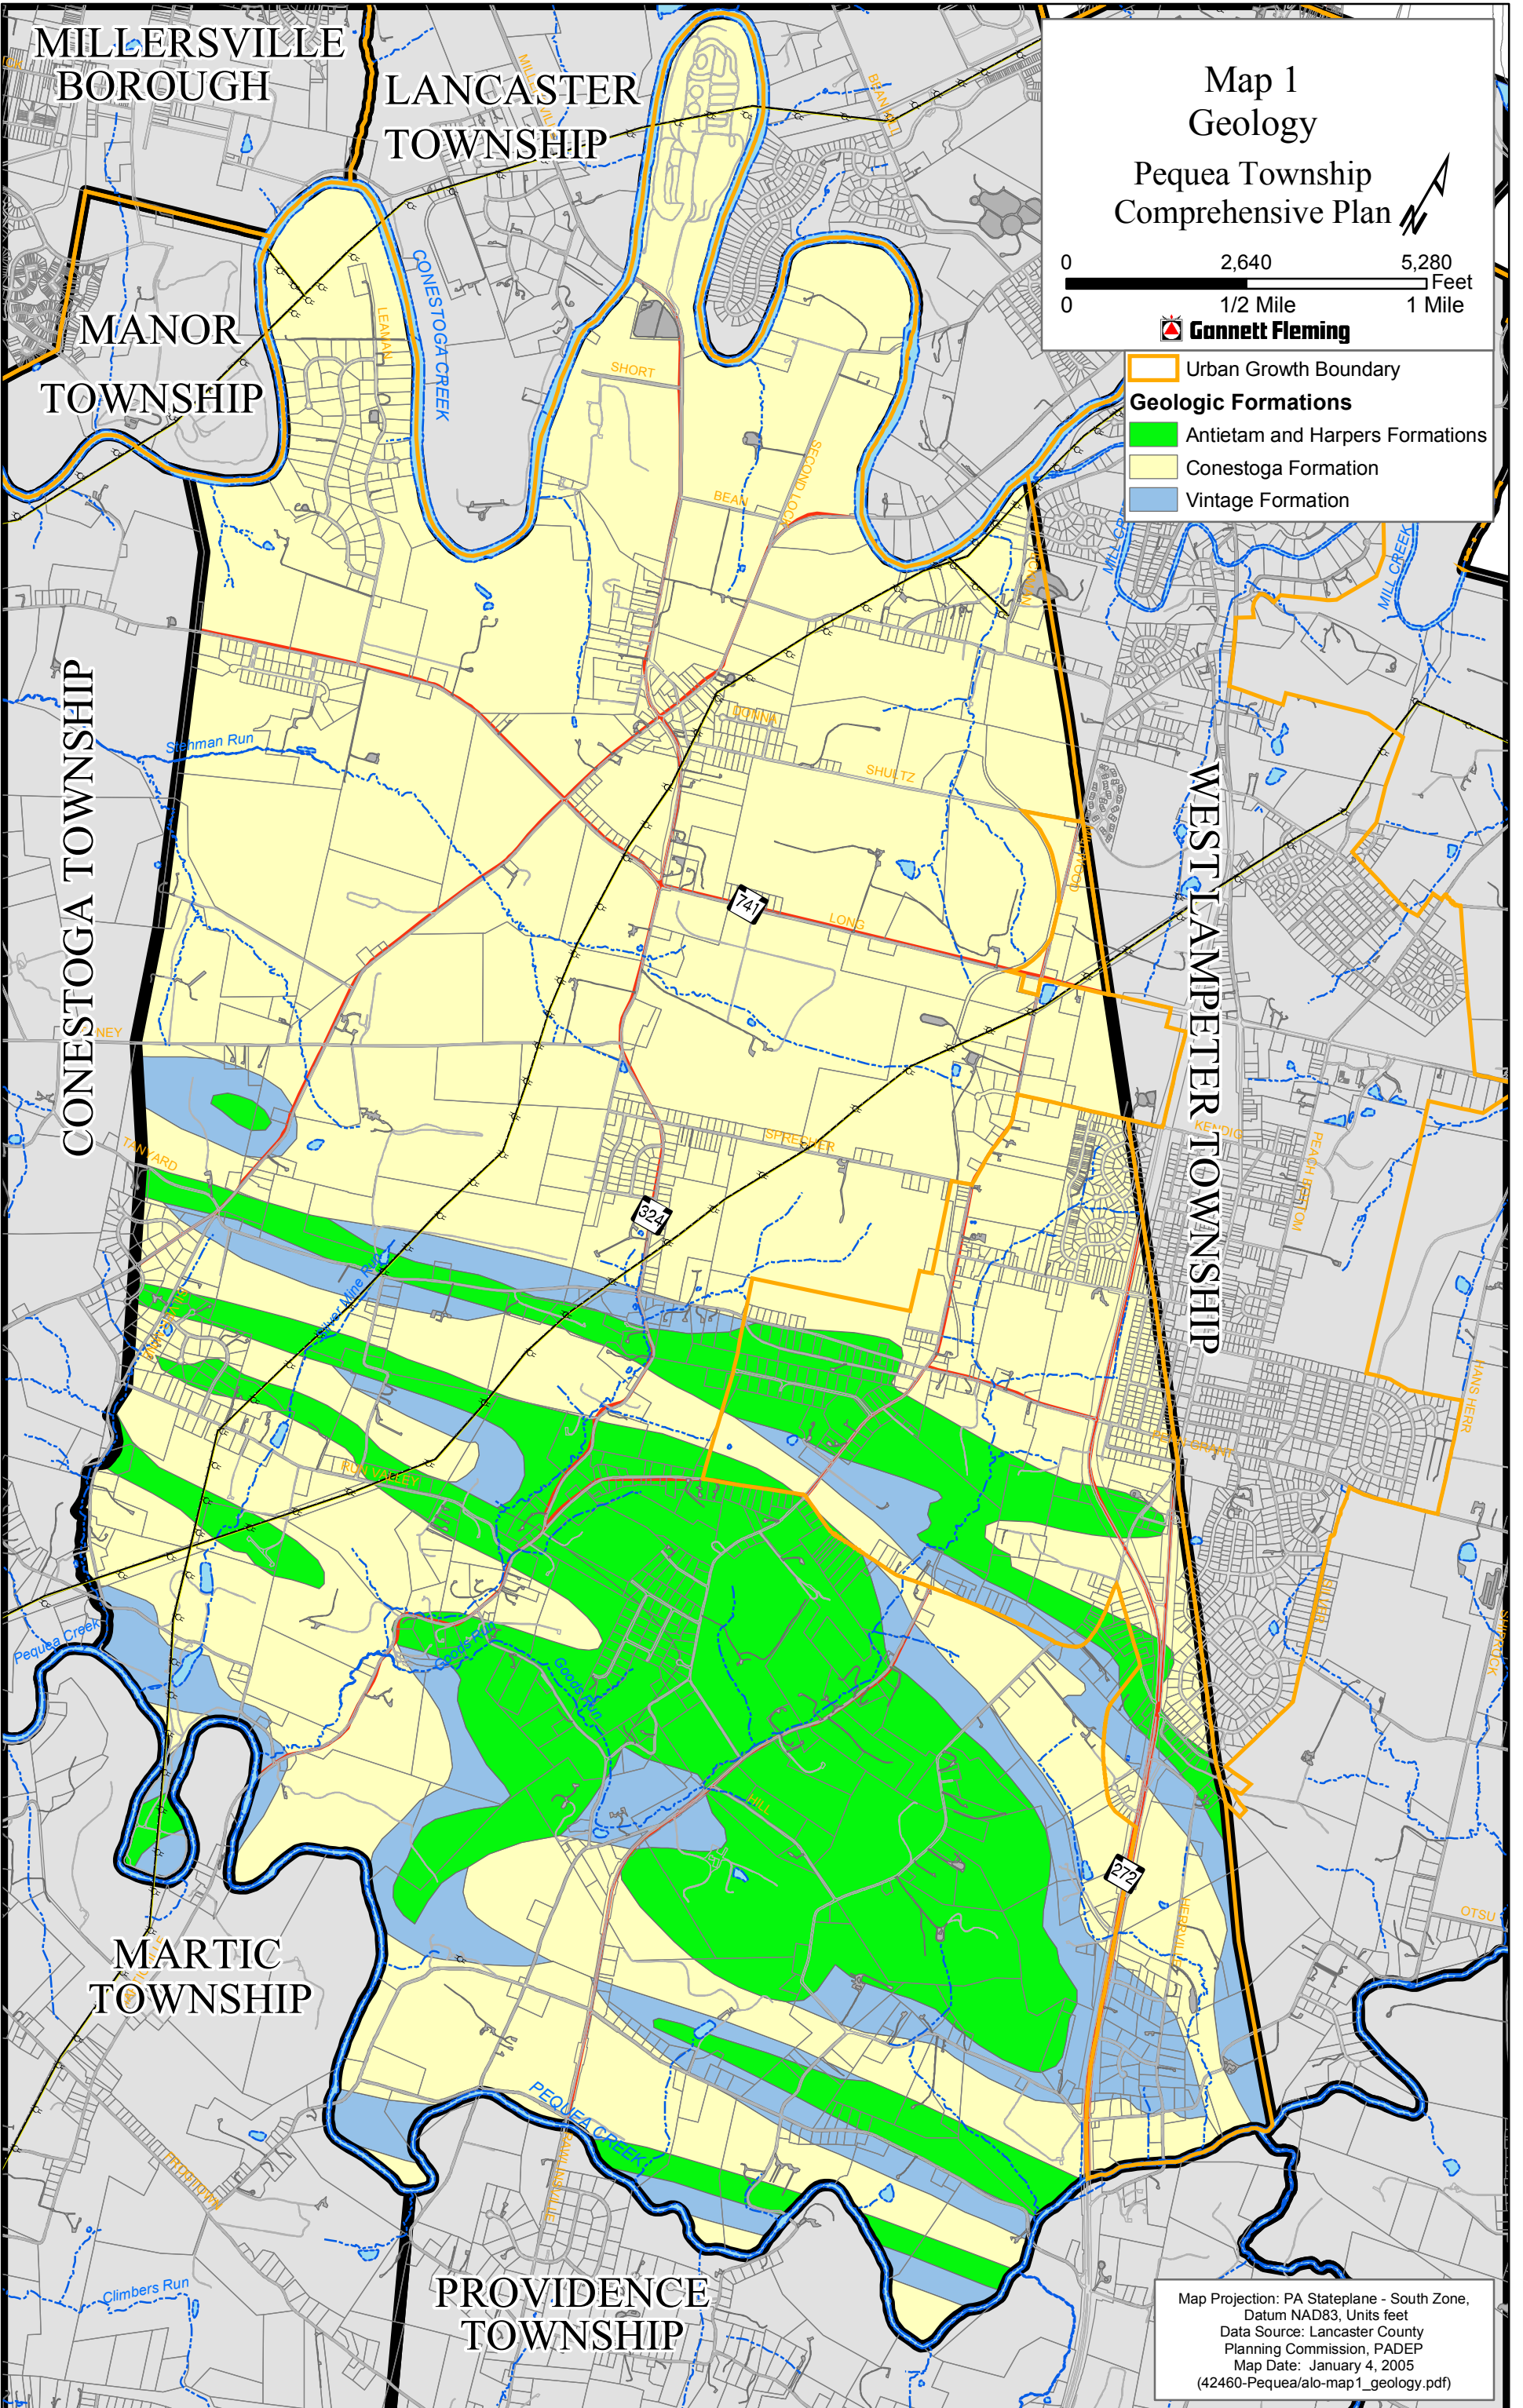 MILLERSVILLE
BOROUGH
LANCASTER
TOWNSHIP
Map 1
Geology
Pequea Township
Comprehensive Plan
N
0 2,640 5,280
Feet
0 1/2 Mile 1 Mile
Gannett Fleming
Urban Growth Boundary
Geologic Formations
Antietam and Harpers Formations
Conestoga Formation
Vintage Formation
MANOR
TOWNSHIP
CONESTOGA CREEK
LEAMAN
SHORT
BEAN
SECOND LOCK
MILL CREEK
CONESTOGA TOWNSHIP
Stehman Run
DONNA
SHULTZ
741
LONG
WEST LAMPETER TOWNSHIP
NEY
TANYARD
SPRECHER
KENDIG
PEACH BOTTOM
324
Silver Mine Run
HANS HERR
RUN VALLEY
Pequea Creek
Goods Run
Goods Run
HILL
272
HERRVILLE
OTSU
MARTIC
TOWNSHIP
PEQUEA CREEK
RAWLINSVILLE
Climbers Run
PROVIDENCE
TOWNSHIP
Map Projection: PA Stateplane - South Zone,
Datum NAD83, Units feet
Data Source: Lancaster County
Planning Commission, PADEP
Map Date: January 4, 2005
(42460-Pequea/alo-map1_geology.pdf)